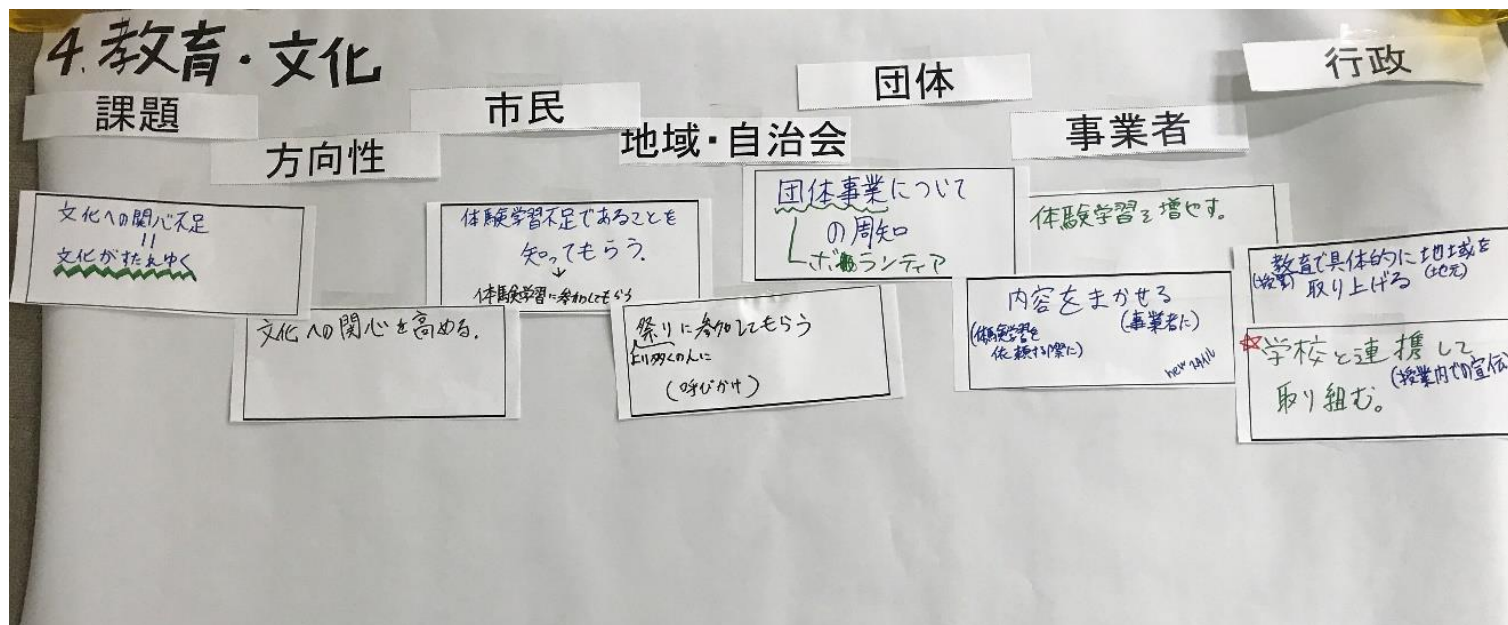 4.教育・文化
課題
方向性
市民
地域・自治会
団体
事業者
行政
文化への関心不足
=
文化がすたれゆく
文化への関心を高める.
体験学習不足であることを
知ってもらう.
↓
体験学習に参加してもらう
祭りに参加してもらう
より多くの人に
(呼びかけ)
団体事業について
の周知
ボランティア
体験学習を増やす。
内容をまかせる
(事業者に)
(体験学習を
依頼する際に)
教育で具体的に地域を
(授業) 取り上げる (地元)
☆学校と連携して
(授業内での宣伝
取り組む。